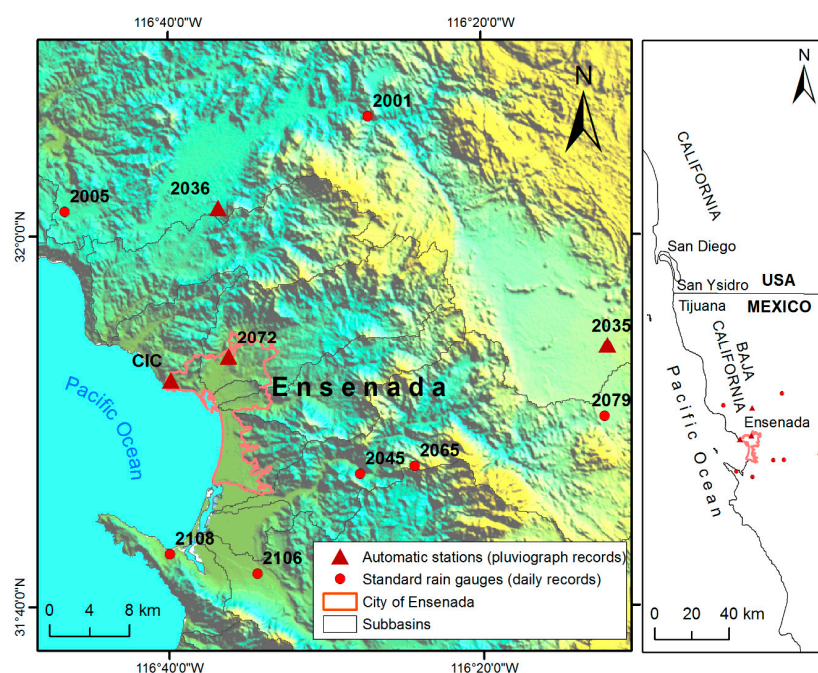 116°40'0"W
116°20'0"W
N
2001
2036
2005
32°0'0"N
2072
2035
CIC
Ensenada
Pacific Ocean
2079
2065
2045
2108
2106
Automatic stations (pluviograph records)
Standard rain gauges (daily records)
City of Ensenada
Subbasins
0 4 8 km
31°40'0"N
116°40'0"W
116°20'0"W
N
CALIFORNIA
San Diego
San Ysidro
USA
Tijuana
MEXICO
BAJA
CALIFORNIA
Ensenada
Pacific Ocean
0 20 40 km